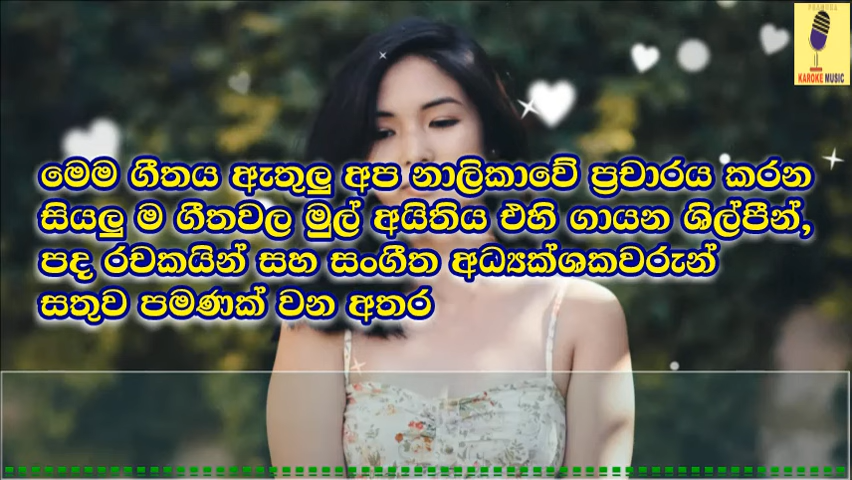 KAROKE MUSIC
මෙම ගීතය ඇතුලු අප නාලිකාවේ ප්‍රචාරය කරන
සියලු ම ගීතවල මුල් අයිතිය එහි ගායන ශිල්පීන්,
පද රචකයින් සහ සංගීත අධ්‍යක්ශකවරුන්
සතුව පමණක් වන අතර